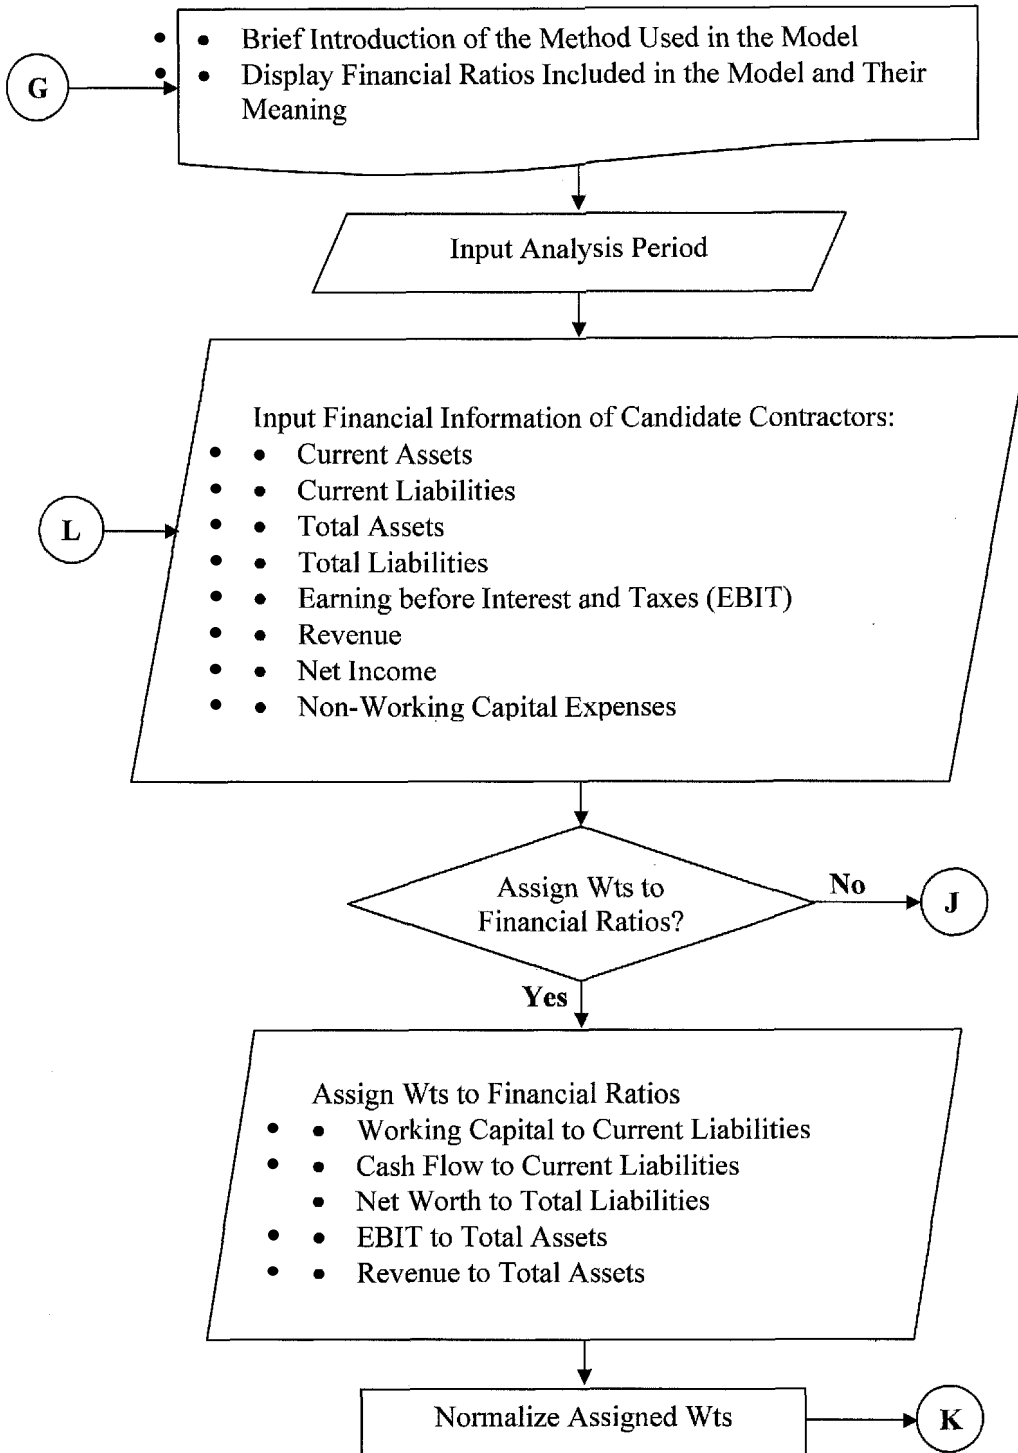 • • Brief Introduction of the Method Used in the Model
• • Display Financial Ratios Included in the Model and Their
Meaning
G
Input Analysis Period
Input Financial Information of Candidate Contractors:
• • Current Assets
• • Current Liabilities
• • Total Assets
• • Total Liabilities
• • Earning before Interest and Taxes (EBIT)
• • Revenue
• • Net Income
• • Non-Working Capital Expenses
L
Assign Wts to
Financial Ratios?
No
J
Yes
Assign Wts to Financial Ratios
• • Working Capital to Current Liabilities
• • Cash Flow to Current Liabilities
• Net Worth to Total Liabilities
• • EBIT to Total Assets
• • Revenue to Total Assets
Normalize Assigned Wts
K